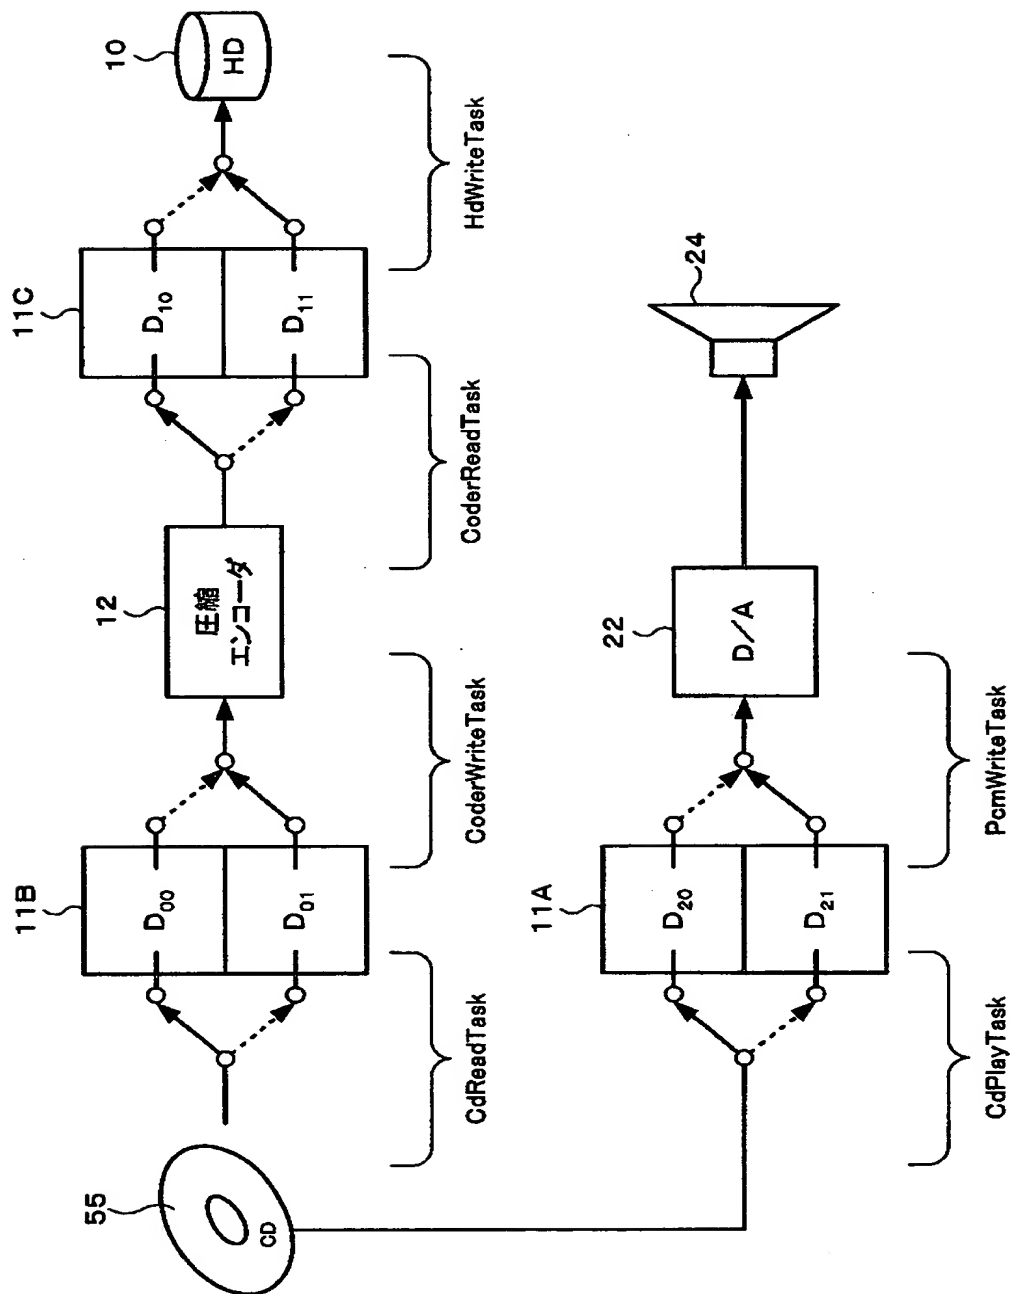 55
CD
CdReadTask
11B
D00
D01
CoderWriteTask
12
圧縮
エンコーダ
CoderReadTask
11C
D10
D11
HdWriteTask
10
HD
CdPlayTask
11A
D20
D21
PcmWriteTask
22
D/A
24